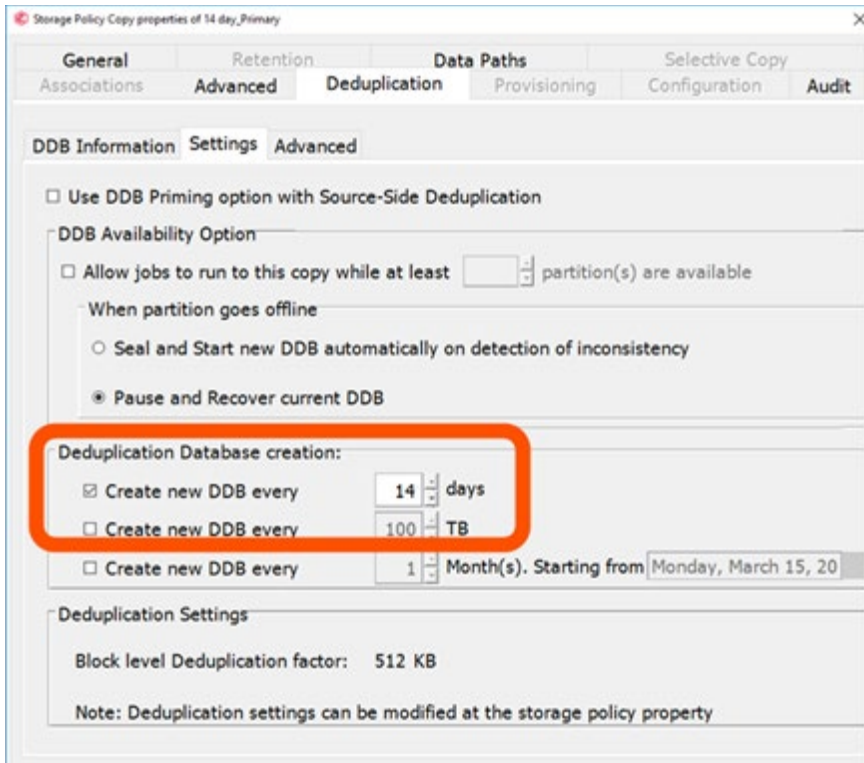 Storage Policy Copy properties of 14 day_Primary
General Retention Data Paths Selective Copy
Associations Advanced Deduplication Provisioning Configuration Audit
DDB Information Settings Advanced
Use DDB Priming option with Source-Side Deduplication
DDB Availability Option
Allow jobs to run to this copy while at least partition(s) are available
When partition goes offline
Seal and Start new DDB automatically on detection of inconsistency
Pause and Recover current DDB
Deduplication Database creation:
Create new DDB every 14 days
Create new DDB every 100 TB
Create new DDB every 1 Month(s). Starting from Monday, March 15, 20
Deduplication Settings
Block level Deduplication factor: 512 KB
Note: Deduplication settings can be modified at the storage policy property